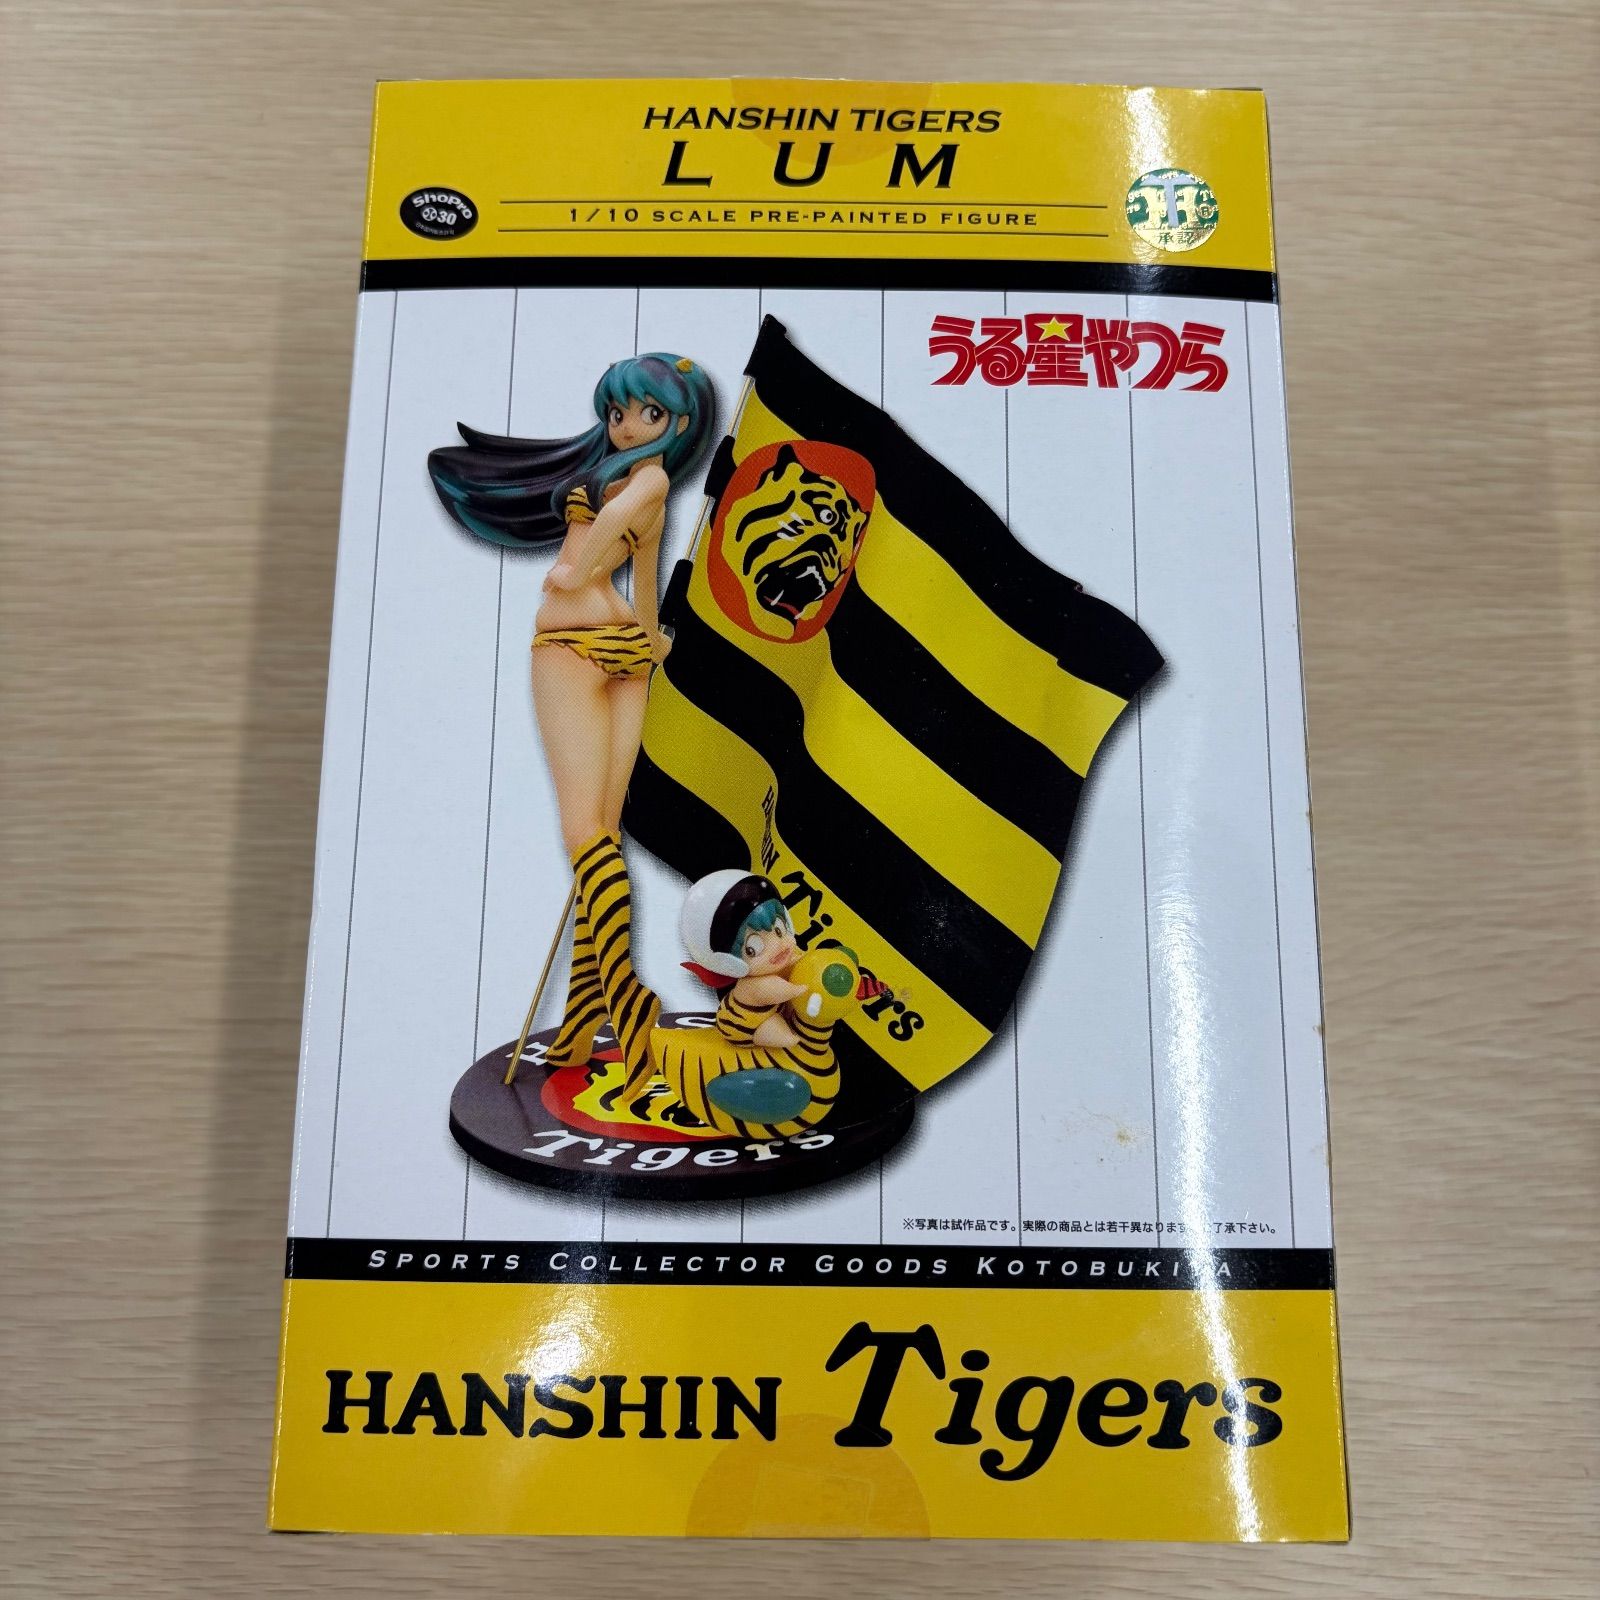 HANSHIN TIGERS
LUM
1/10 SCALE PRE-PAINTED FIGURE
ShoPro
30
TH
承認
うる星やつら
HANSHIN
Tigers
Tigers
※写真は試作品です。実際の商品とは若干異なります。ご了承下さい。
SPORTS COLLECTOR GOODS KOTOBUKIYA
HANSHIN Tigers